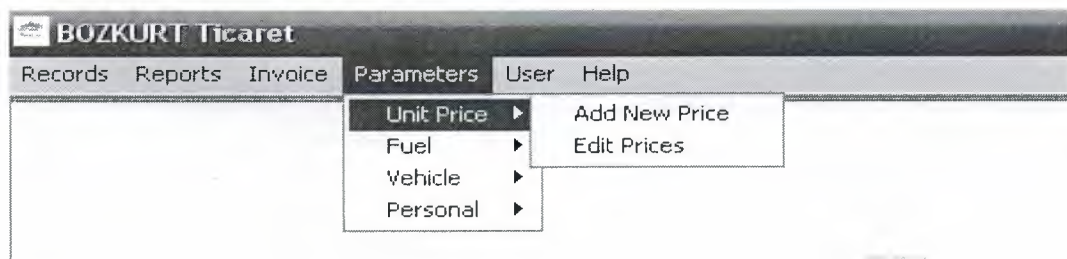 BOZKURT Ticaret
Records Reports Invoice Parameters User Help
Unit Price Add New Price
Fuel Edit Prices
Vehicle
Personal